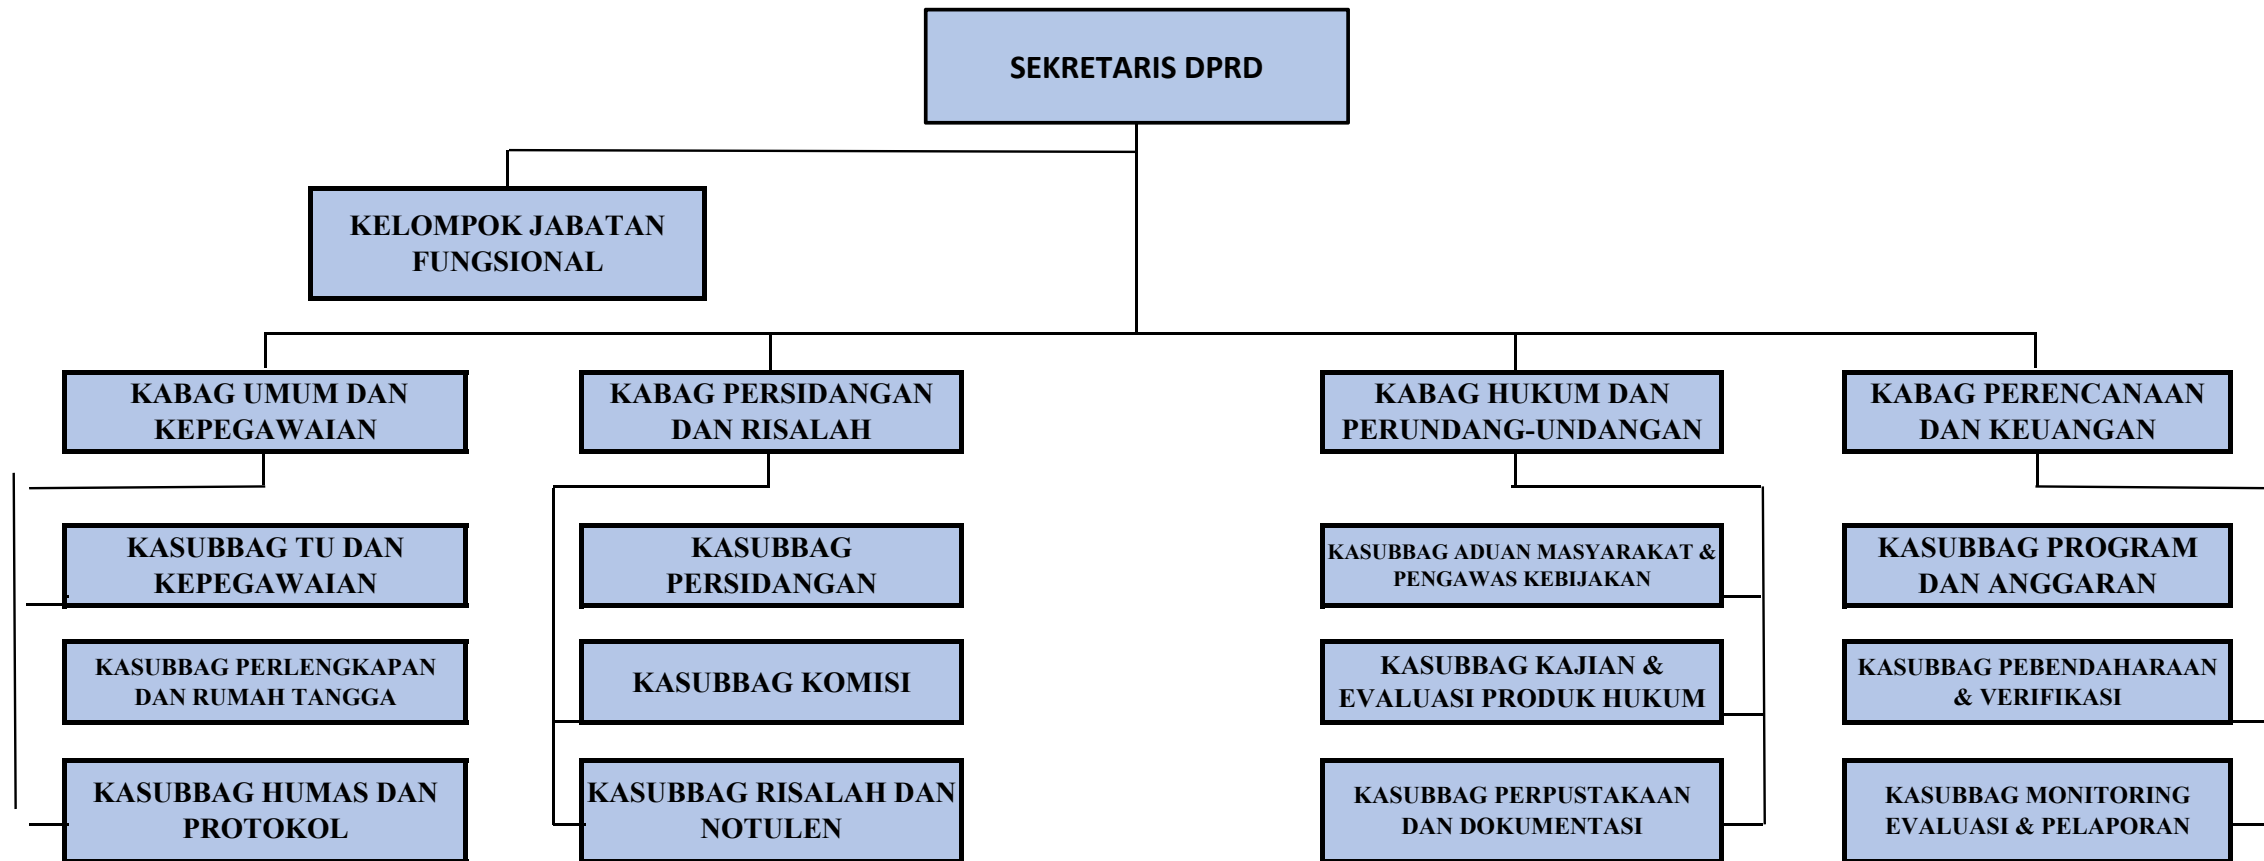 SEKRETARIS DPRD
KELOMPOK JABATAN
FUNGSIONAL
KABAG UMUM DAN
KEPEGAWAIAN
KABAG PERSIDANGAN
DAN RISALAH
KABAG HUKUM DAN
PERUNDANG-UNDANGAN
KABAG PERENCANAAN
DAN KEUANGAN
KASUBBAG TU DAN
KEPEGAWAIAN
KASUBBAG
PERSIDANGAN
KASUBBAG ADUAN MASYARAKAT &
PENGAWAS KEBIJAKAN
KASUBBAG PROGRAM
DAN ANGGARAN
KASUBBAG PERLENGKAPAN
DAN RUMAH TANGGA
KASUBBAG KOMISI
KASUBBAG KAJIAN &
EVALUASI PRODUK HUKUM
KASUBBAG PEBENDAHARAAN
& VERIFIKASI
KASUBBAG HUMAS DAN
PROTOKOL
KASUBBAG RISALAH DAN
NOTULEN
KASUBBAG PERPUSTAKAAN
DAN DOKUMENTASI
KASUBBAG MONITORING
EVALUASI & PELAPORAN